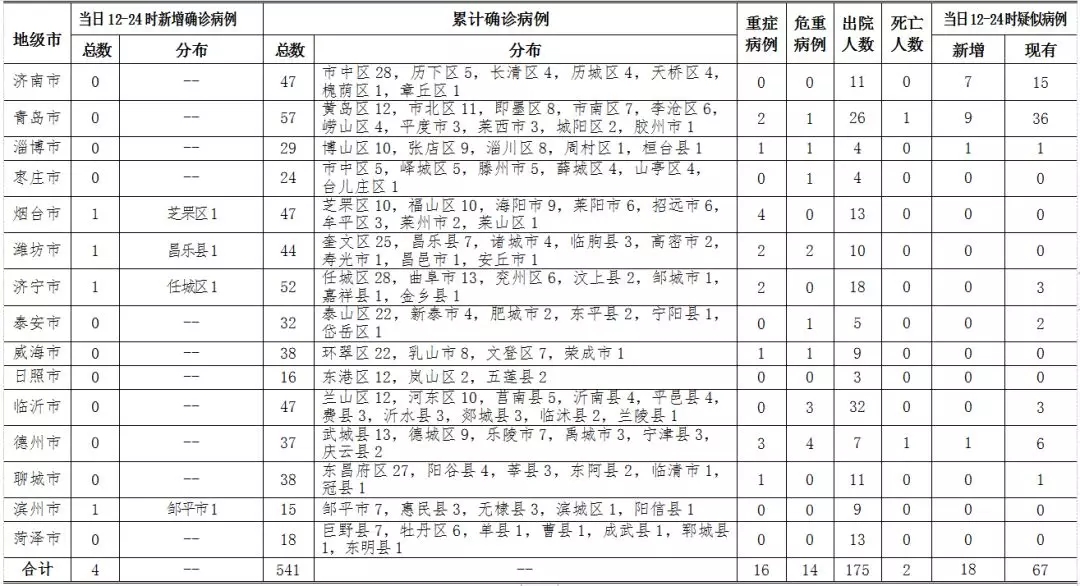 地级市 当日12-24时新增确诊病例 累计确诊病例 重症病例 危重病例 出院人数 死亡人数 当日12-24时疑似病例
总数 分布 总数 分布 新增 现有
济南市 0 -- 47 市中区28，历下区5，长清区4，历城区4，天桥区4， 0 0 11 0 7 15
槐荫区1，章丘区1
青岛市 0 -- 57 黄岛区12，市北区11，即墨区8，市南区7，李沧区6， 2 1 26 1 9 36
崂山区4，平度市3，莱西市3，城阳区2，胶州市1
淄博市 0 -- 29 博山区10，张店区9，淄川区8，周村区1，桓台县1 1 1 4 0 1 1
枣庄市 0 -- 24 市中区5，峄城区5，滕州市5，薛城区4，山亭区4， 0 1 4 0 0 0
台儿庄区1
烟台市 1 芝罘区1 47 芝罘区10，福山区10，海阳市9，莱阳市6，招远市6， 4 0 13 0 0 0
牟平区3，莱州市2，莱山区1
潍坊市 1 昌乐县1 44 奎文区25，昌乐县7，诸城市4，临朐县3，高密市2， 2 2 10 0 0 0
寿光市1，昌邑市1，安丘市1
济宁市 1 任城区1 52 任城区28，曲阜市13，兖州区6，汶上县2，邹城市1， 2 0 18 0 0 3
嘉祥县1，金乡县1
泰安市 0 -- 32 泰山区22，新泰市4，肥城市2，东平县2，宁阳县1， 0 1 5 0 0 2
岱岳区1
威海市 0 -- 38 环翠区22，乳山市8，文登区7，荣成市1 1 1 9 0 0 0
日照市 0 -- 16 东港区12，岚山区2，五莲县2 0 0 3 0 0 0
临沂市 0 -- 47 兰山区12，河东区10，莒南县5，沂南县4，平邑县4， 0 3 32 0 0 3
费县3，沂水县3，郯城县3，临沭县2，兰陵县1
德州市 0 -- 37 武城县13，德城区9，乐陵市7，禹城市3，宁津县3， 3 4 7 1 1 6
庆云县2
聊城市 0 -- 38 东昌府区27，阳谷县4，莘县3，东阿县2，临清市1， 1 0 11 0 0 1
冠县1
滨州市 1 邹平市1 15 邹平市7，惠民县3，无棣县3，滨城区1，阳信县1 0 0 9 0 0 0
菏泽市 0 -- 18 巨野县7，牡丹区6，单县1，曹县1，成武县1，郓城县 0 0 13 0 0 0
1，东明县1
合计 4 -- 541 -- 16 14 175 2 18 67